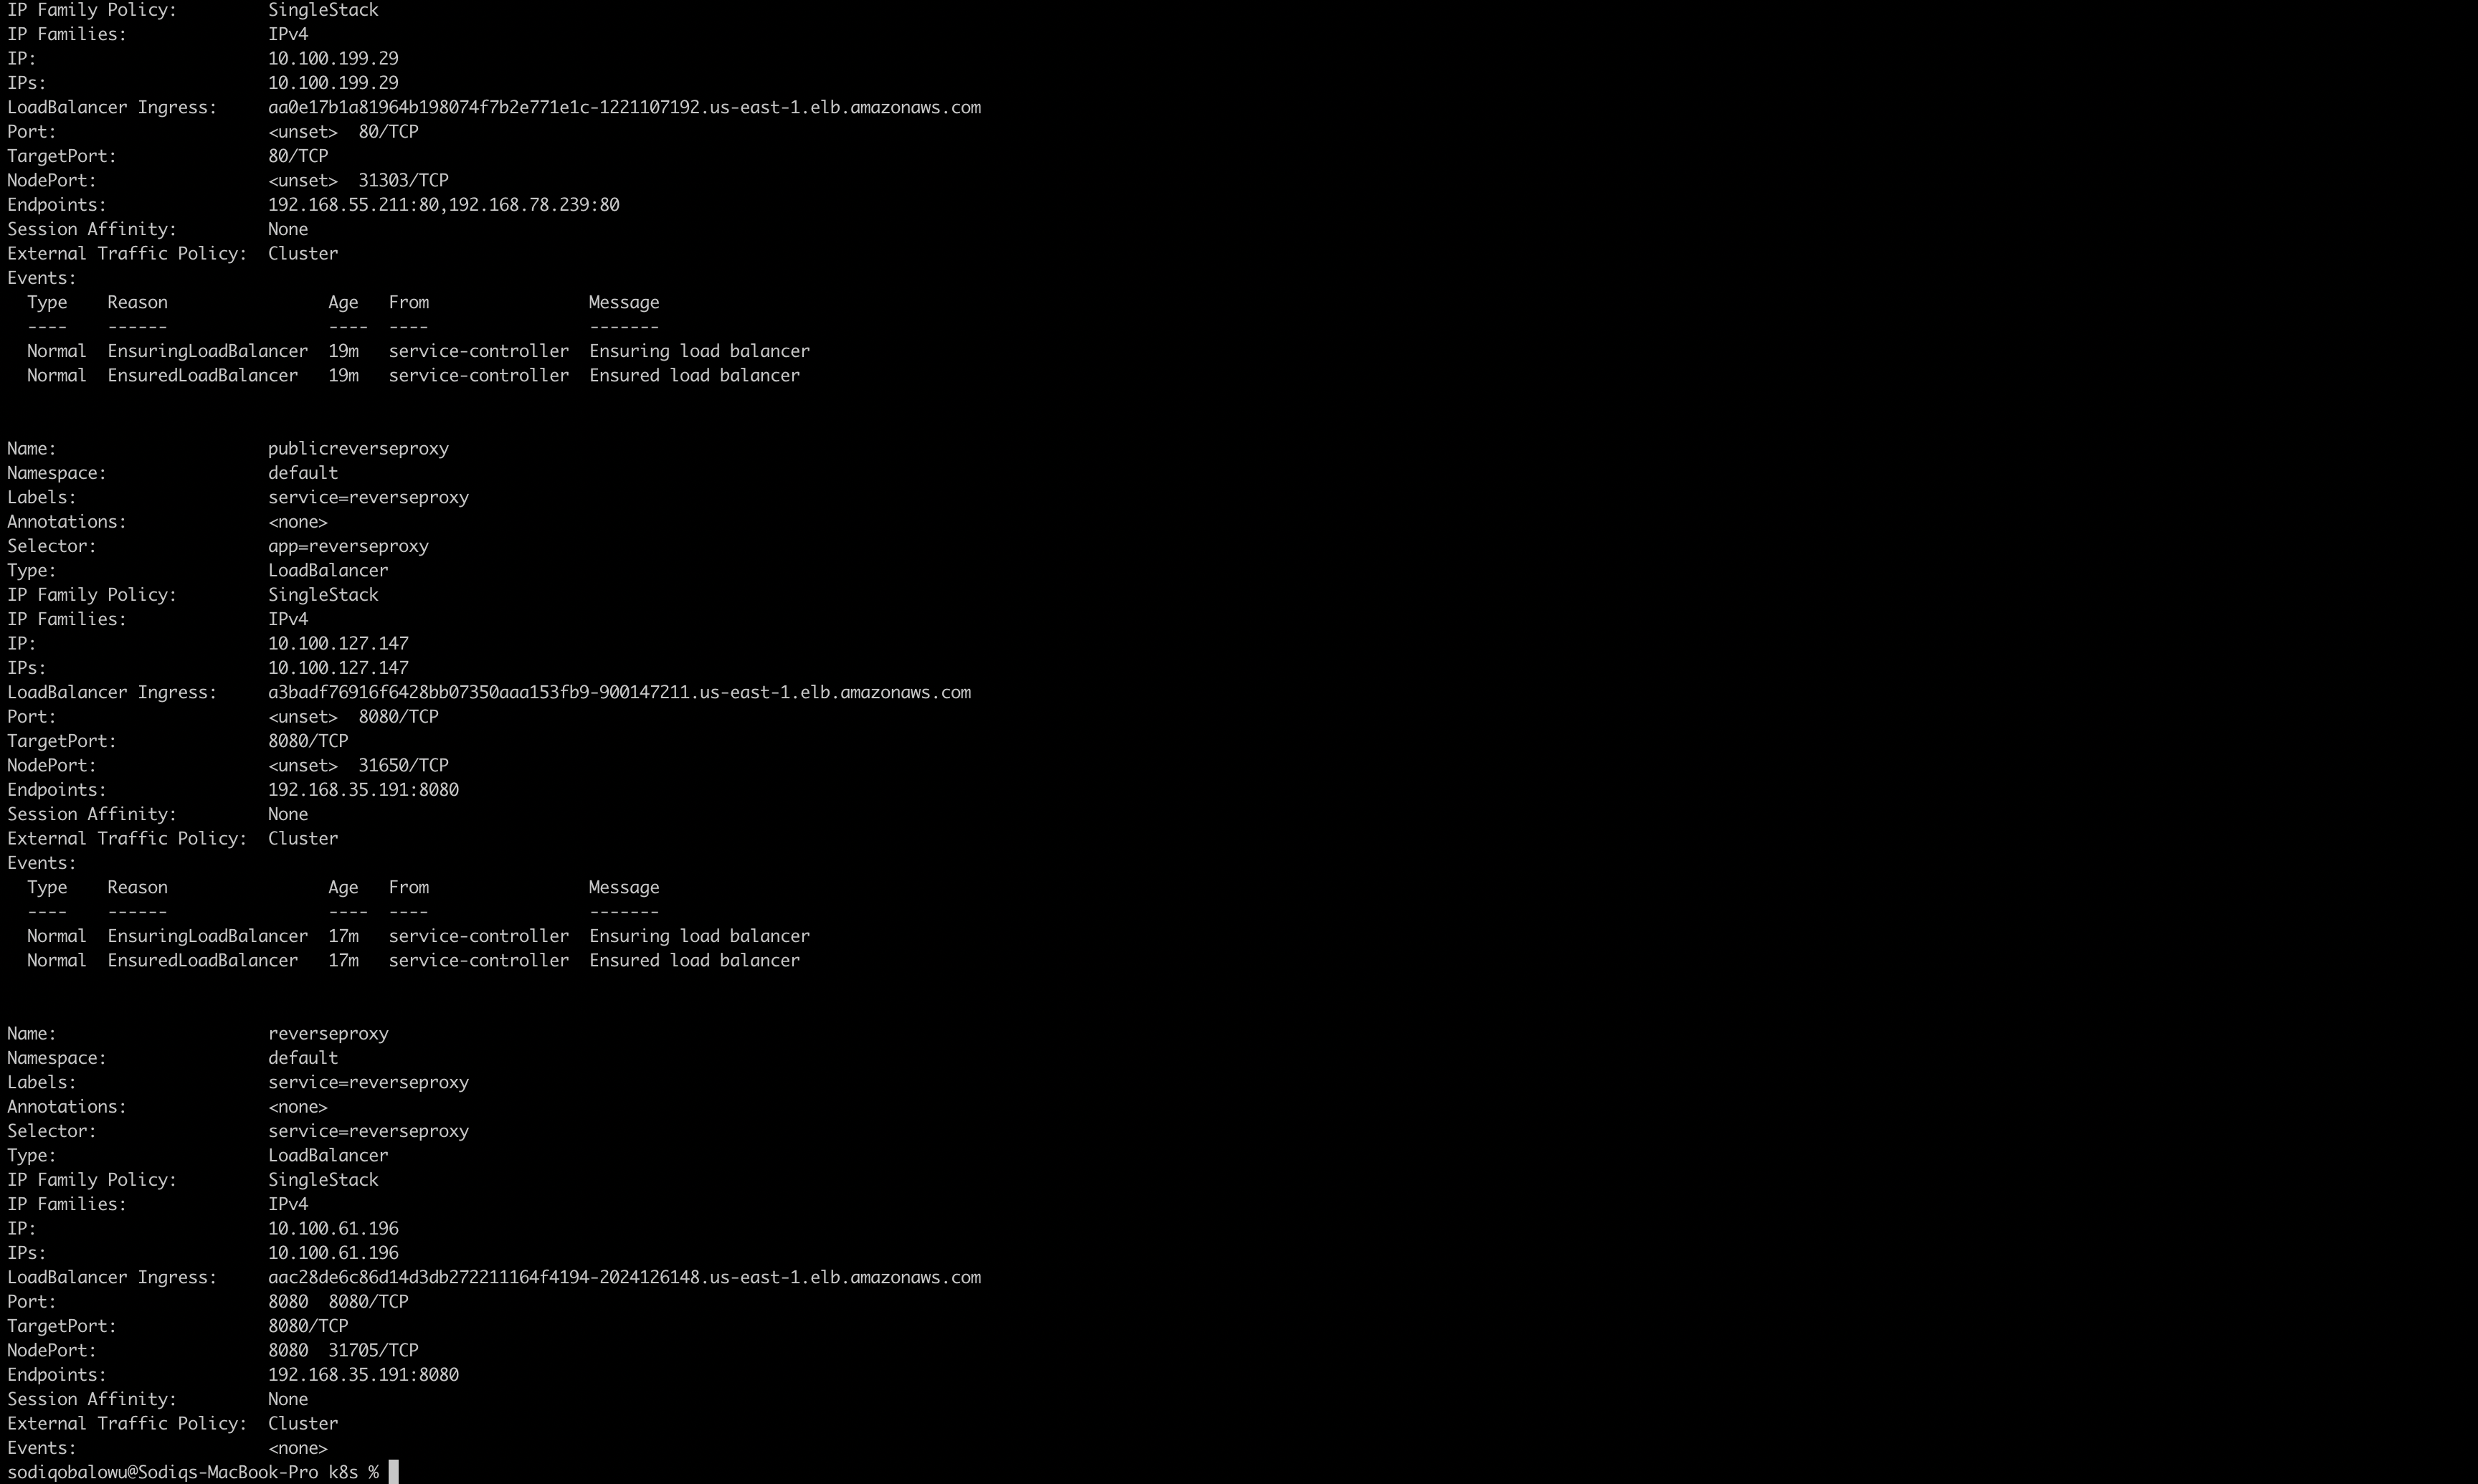 IP Family Policy:         SingleStack
IP Families:              IPv4
IP:                       10.100.199.29
IPs:                      10.100.199.29
LoadBalancer Ingress:     aa0e17b1a81964b198074f7b2e771e1c-1221107192.us-east-1.elb.amazonaws.com
Port:                     <unset>  80/TCP
TargetPort:               80/TCP
NodePort:                 <unset>  31303/TCP
Endpoints:                192.168.55.211:80,192.168.78.239:80
Session Affinity:         None
External Traffic Policy:  Cluster
Events:
  Type    Reason                Age   From                Message
  ----    ------                ----  ----                -------
  Normal  EnsuringLoadBalancer  19m   service-controller  Ensuring load balancer
  Normal  EnsuredLoadBalancer   19m   service-controller  Ensured load balancer
Name:                     publicreverseproxy
Namespace:                default
Labels:                   service=reverseproxy
Annotations:              <none>
Selector:                 app=reverseproxy
Type:                     LoadBalancer
IP Family Policy:         SingleStack
IP Families:              IPv4
IP:                       10.100.127.147
IPs:                      10.100.127.147
LoadBalancer Ingress:     a3badf76916f6428bb07350aaa153fb9-900147211.us-east-1.elb.amazonaws.com
Port:                     <unset>  8080/TCP
TargetPort:               8080/TCP
NodePort:                 <unset>  31650/TCP
Endpoints:                192.168.35.191:8080
Session Affinity:         None
External Traffic Policy:  Cluster
Events:
  Type    Reason                Age   From                Message
  ----    ------                ----  ----                -------
  Normal  EnsuringLoadBalancer  17m   service-controller  Ensuring load balancer
  Normal  EnsuredLoadBalancer   17m   service-controller  Ensured load balancer
Name:                     reverseproxy
Namespace:                default
Labels:                   service=reverseproxy
Annotations:              <none>
Selector:                 service=reverseproxy
Type:                     LoadBalancer
IP Family Policy:         SingleStack
IP Families:              IPv4
IP:                       10.100.61.196
IPs:                      10.100.61.196
LoadBalancer Ingress:     aac28de6c86d14d3db272211164f4194-2024126148.us-east-1.elb.amazonaws.com
Port:                     8080  8080/TCP
TargetPort:               8080/TCP
NodePort:                 8080  31705/TCP
Endpoints:                192.168.35.191:8080
Session Affinity:         None
External Traffic Policy:  Cluster
Events:                   <none>
sodiqobalowu@Sodiqs-MacBook-Pro k8s %